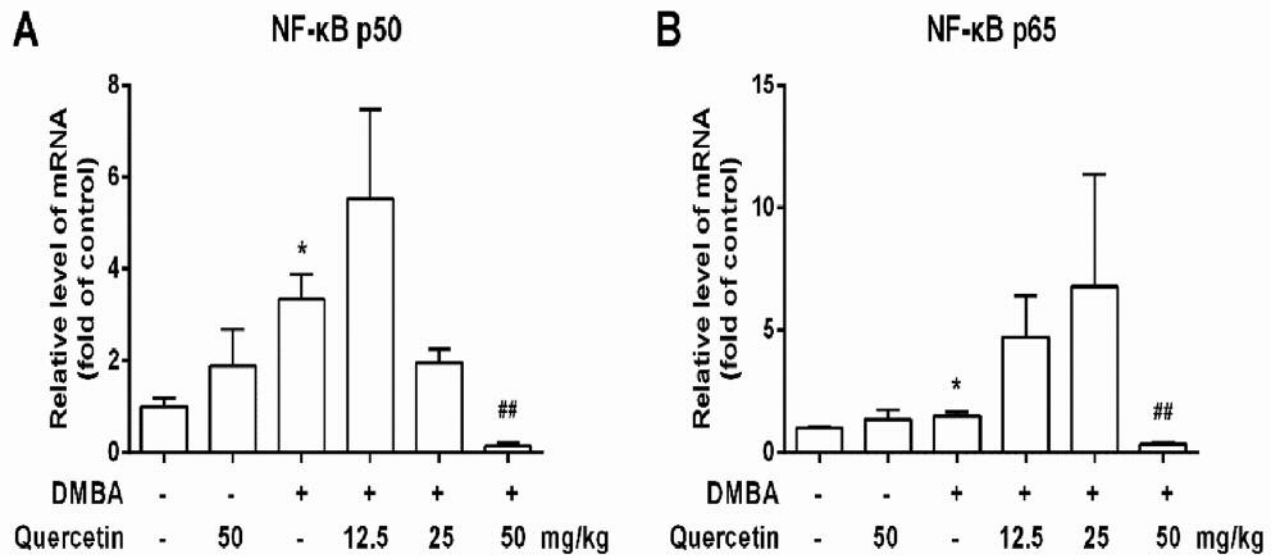 A
NF-κB p50
Relative level of mRNA
(fold of control)
8
6
4
2
0
*
##
DMBA - - + + + +
Quercetin - 50 - 12.5 25 50 mg/kg
B
NF-κB p65
Relative level of mRNA
(fold of control)
15
10
5
0
*
##
DMBA - - + + + +
Quercetin - 50 - 12.5 25 50 mg/kg